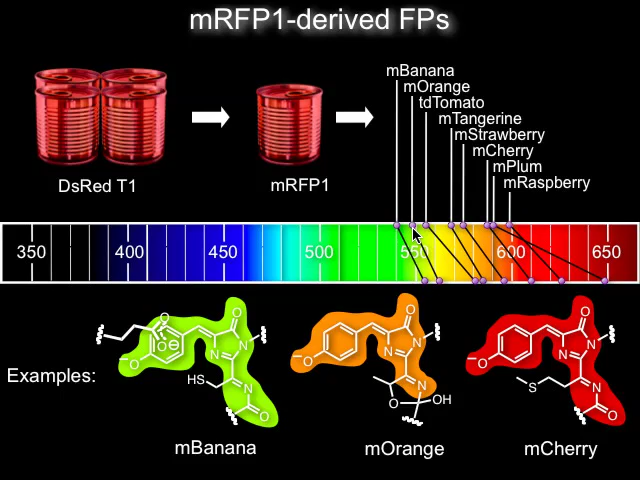 mRFP1-derived FPs
mBanana
mOrange
tdTomato
mTangerine
mStrawberry
mCherry
mPlum
mRaspberry
DsRed T1
mRFP1
350 400 450 500 550 600 650
Examples:
O
O ⊖
O
O
N
N
HS
N
O
O
O
N
N
N
O
OH
O
O
N
N
S
N
O
mBanana
mOrange
mCherry